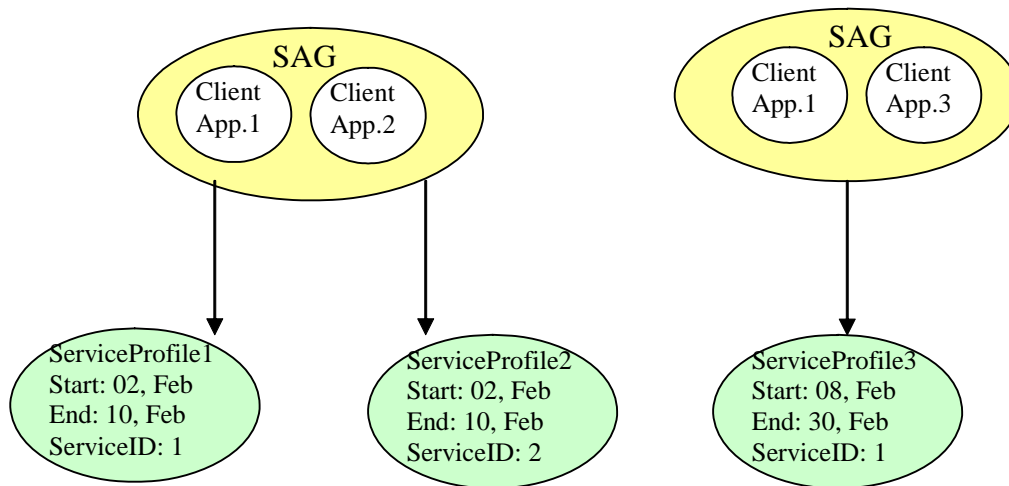 SAG
Client
App.1
Client
App.2
SAG
Client
App.1
Client
App.3
ServiceProfile1
Start: 02, Feb
End: 10, Feb
ServiceID: 1
ServiceProfile2
Start: 02, Feb
End: 10, Feb
ServiceID: 2
ServiceProfile3
Start: 08, Feb
End: 30, Feb
ServiceID: 1